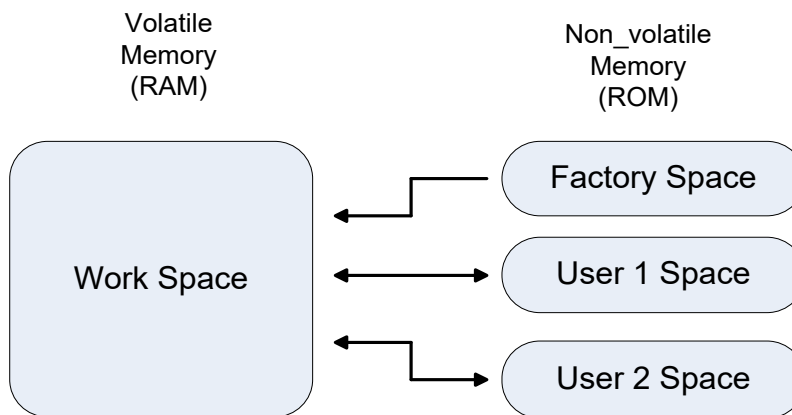 Volatile
Memory
(RAM)
Non_volatile
Memory
(ROM)
Work Space
Factory Space
User 1 Space
User 2 Space